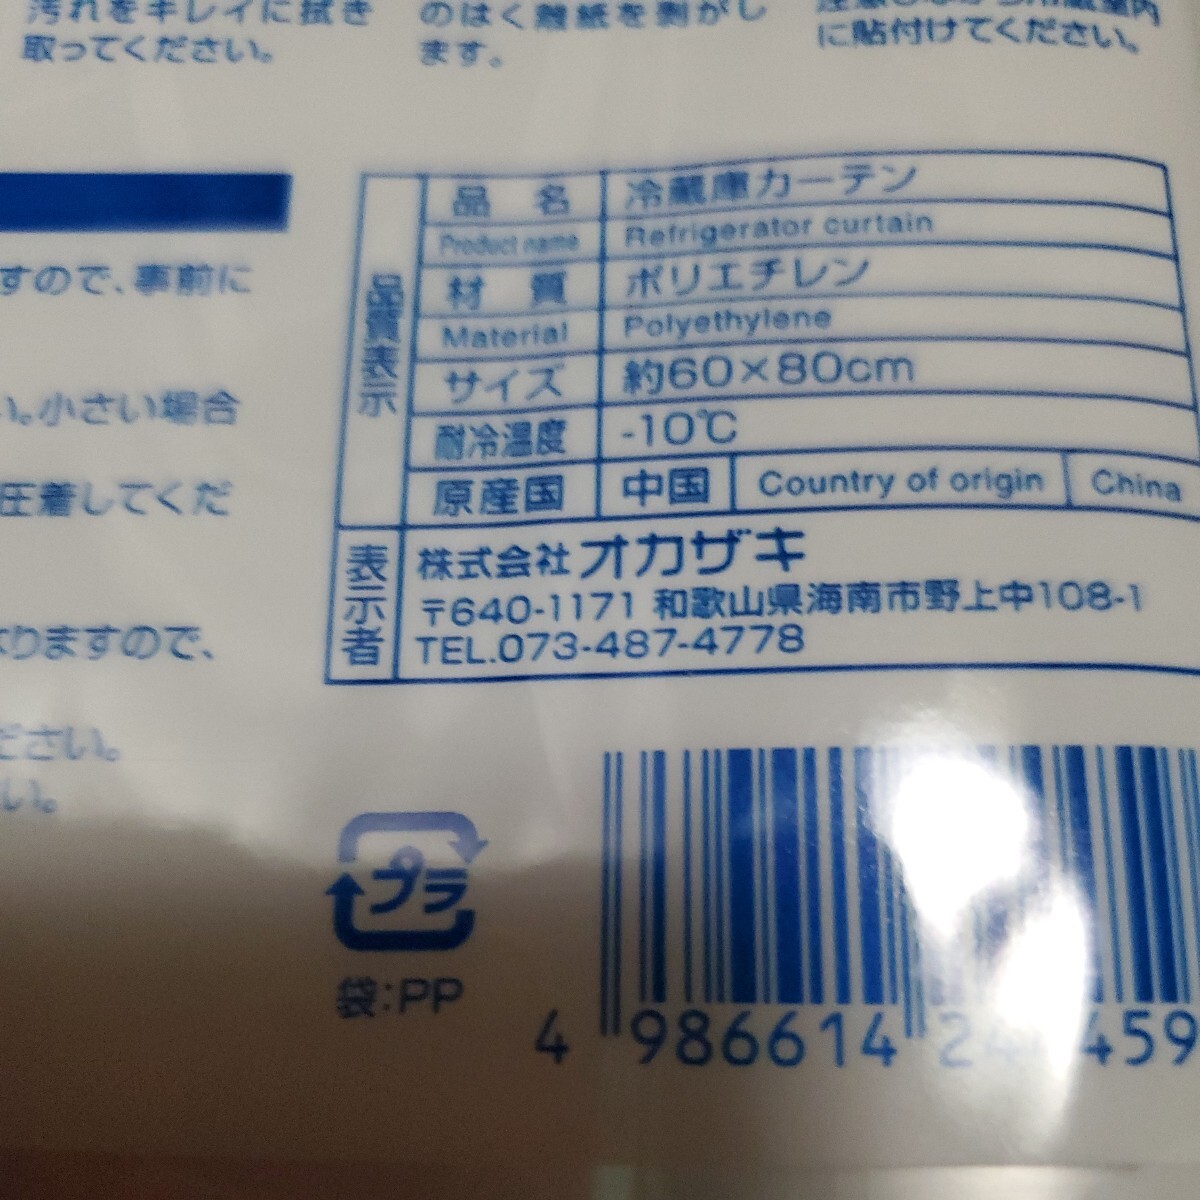 汚れをキレイに拭き
取ってください。
のはく離紙を剥がし
ます。
に貼付けてください。
すので、事前に
い。小さい場合
圧着してくだ
なりますので、
ださい。
い。
品質表示
品 名 冷蔵庫カーテン
Product name Refrigerator curtain
材 質 ポリエチレン
Material Polyethylene
サイズ 約60×80cm
耐冷温度 -10℃
原産国 中国 Country of origin China
表示者
株式会社オカザキ
〒640-1171 和歌山県海南市野上中108-1
TEL.073-487-4778
プラ
袋:PP
4 986614 24 459